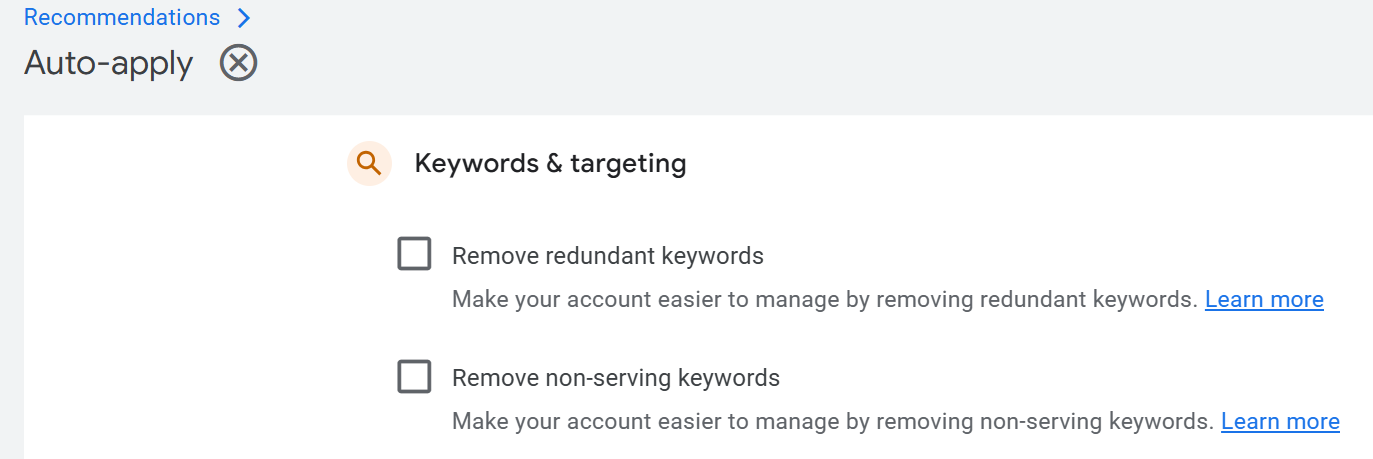 Recommendations
Auto-apply
Keywords & targeting
Remove redundant keywords
Make your account easier to manage by removing redundant keywords. Learn more
Remove non-serving keywords
Make your account easier to manage by removing non-serving keywords. Learn more